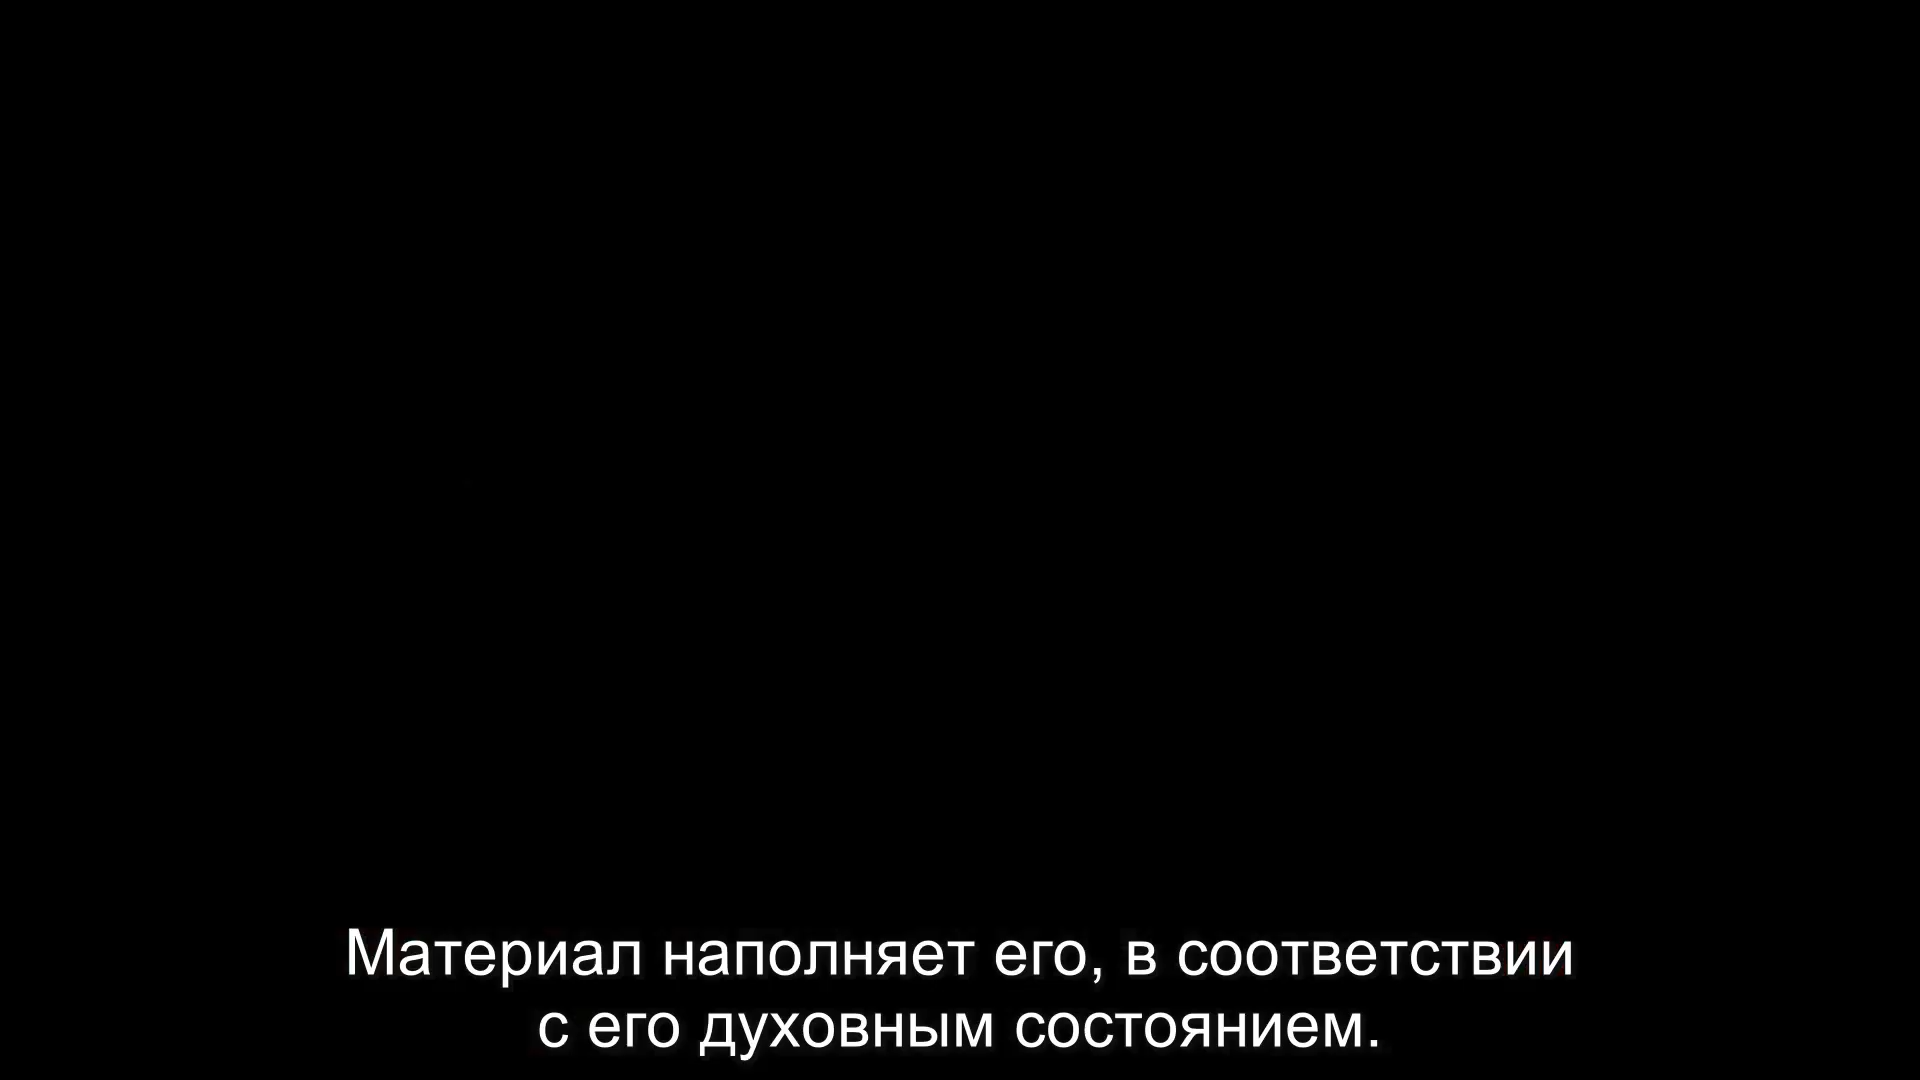 Материал наполняет его, в соответствии
с его духовным состоянием.